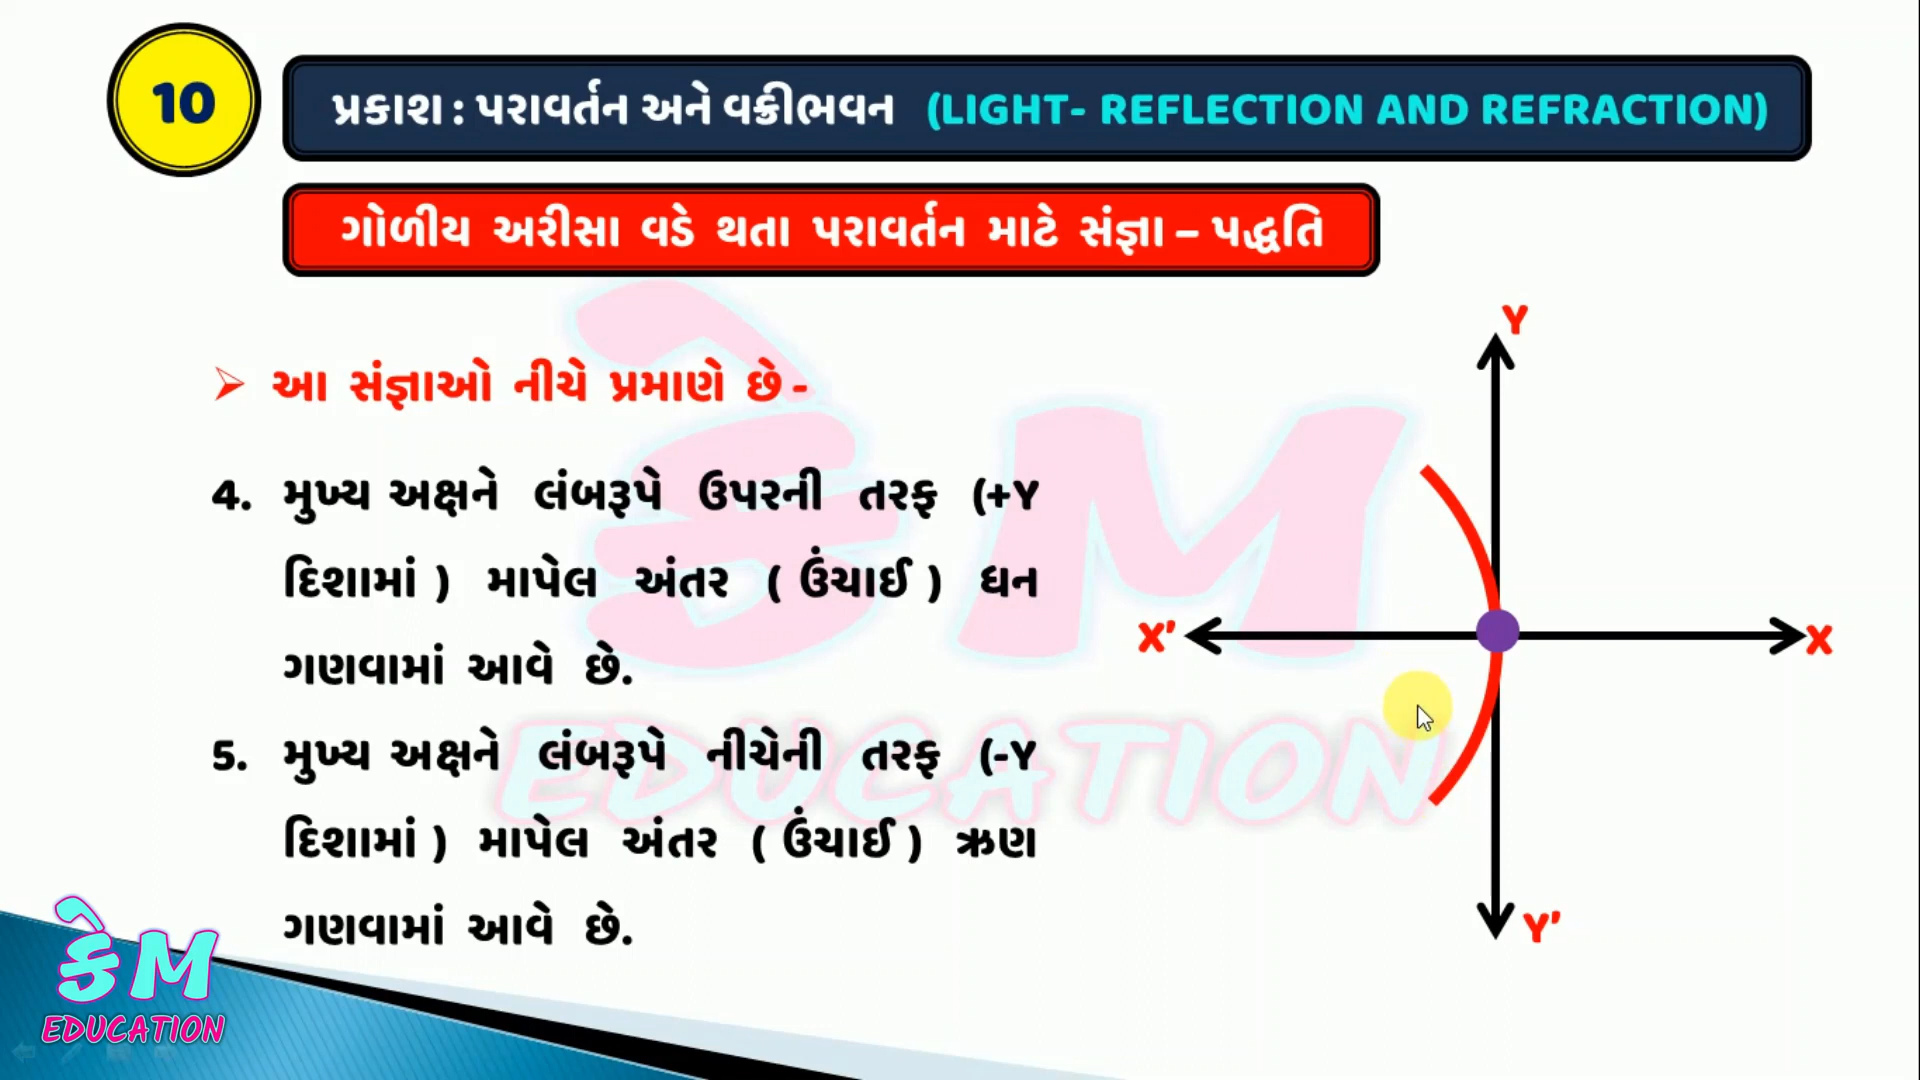 10
પ્રકાશ : પરાવર્તન અને વક્રીભવન (LIGHT- REFLECTION AND REFRACTION)
ગોળીય અરીસા વડે થતા પરાવર્તન માટે સંજ્ઞા – પદ્ધતિ
➢ આ સંજ્ઞાઓ નીચે પ્રમાણે છે -
4. મુખ્ય અક્ષને લંબરૂપે ઉપરની તરફ (+Y
દિશામાં ) માપેલ અંતર ( ઉંચાઈ ) ધન
ગણવામાં આવે છે.
5. મુખ્ય અક્ષને લંબરૂપે નીચેની તરફ (-Y
દિશામાં ) માપેલ અંતર ( ઉંચાઈ ) ઋણ
ગણવામાં આવે છે.
Y
X'
X
Y'
કેM
EDUCATION
કેM
EDUCATION